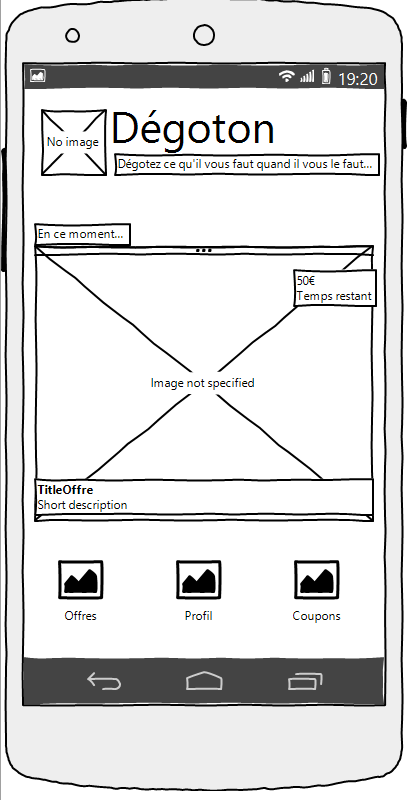 19:20
No image
Dégoton
Dégotez ce qu'il vous faut quand il vous le faut...
En ce moment...
50€
Temps restant
Image not specified
TitleOffre
Short description
Offres
Profil
Coupons